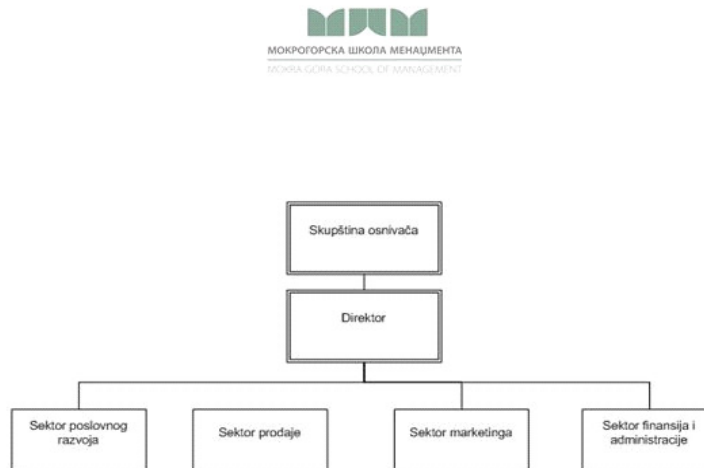 МОКРОГОРСКА ШКОЛА МЕНАЏМЕНТА
MOKRA GORA SCHOOL OF MANAGEMENT
Skupština osnivača
Direktor
Sektor poslovnog
razvoja
Sektor prodaje
Sektor marketinga
Sektor finansija i
administracije